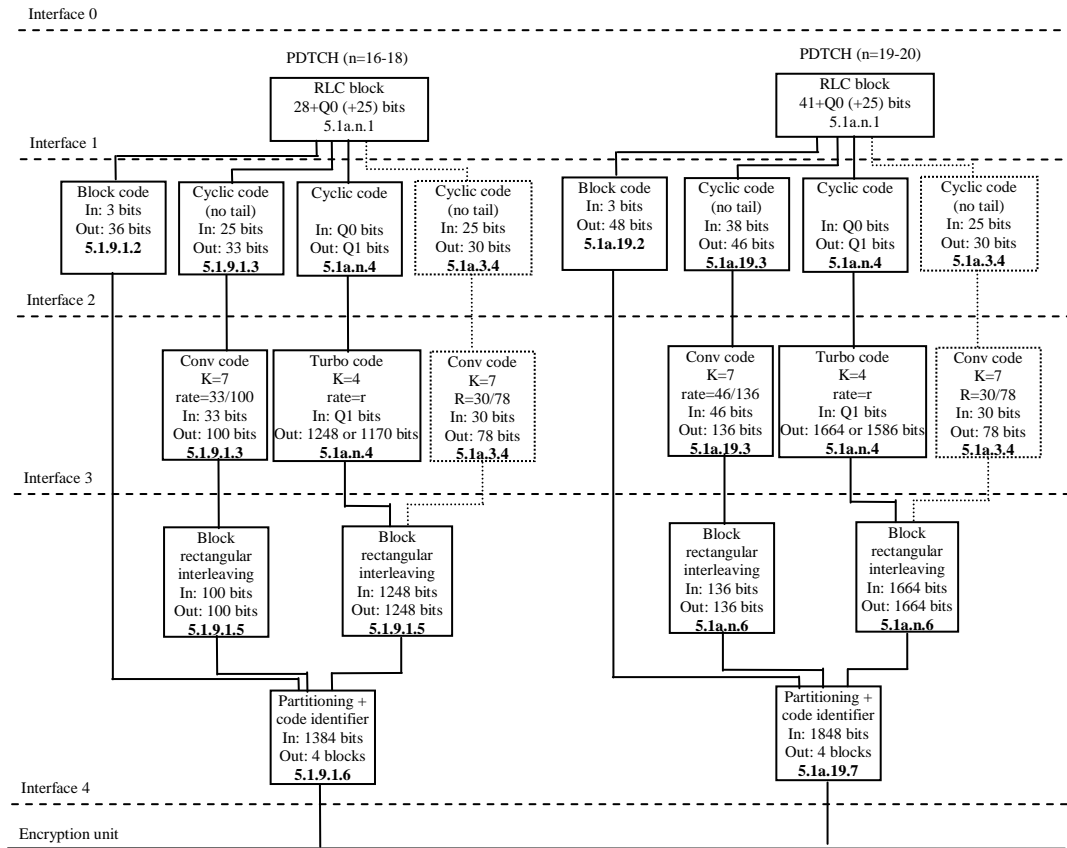 Interface 0
PDTCH (n=16-18)
RLC block
28+Q0 (+25) bits
5.1a.n.1
PDTCH (n=19-20)
RLC block
41+Q0 (+25) bits
5.1a.n.1
Interface 1
Block code
In: 3 bits
Out: 36 bits
5.1.9.1.2
Cyclic code
(no tail)
In: 25 bits
Out: 33 bits
5.1.9.1.3
Cyclic code
In: Q0 bits
Out: Q1 bits
5.1a.n.4
Cyclic code
(no tail)
In: 25 bits
Out: 30 bits
5.1a.3.4
Block code
In: 3 bits
Out: 48 bits
5.1a.19.2
Cyclic code
(no tail)
In: 38 bits
Out: 46 bits
5.1a.19.3
Cyclic code
In: Q0 bits
Out: Q1 bits
5.1a.n.4
Cyclic code
(no tail)
In: 25 bits
Out: 30 bits
5.1a.3.4
Interface 2
Conv code
K=7
rate=33/100
In: 33 bits
Out: 100 bits
5.1.9.1.3
Turbo code
K=4
rate=r
In: Q1 bits
Out: 1248 or 1170 bits
5.1a.n.4
Conv code
K=7
R=30/78
In: 30 bits
Out: 78 bits
5.1a.3.4
Conv code
K=7
rate=46/136
In: 46 bits
Out: 136 bits
5.1a.19.3
Turbo code
K=4
rate=r
In: Q1 bits
Out: 1664 or 1586 bits
5.1a.n.4
Conv code
K=7
R=30/78
In: 30 bits
Out: 78 bits
5.1a.3.4
Interface 3
Block
rectangular
interleaving
In: 100 bits
Out: 100 bits
5.1.9.1.5
Block
rectangular
interleaving
In: 1248 bits
Out: 1248 bits
5.1.9.1.5
Block
rectangular
interleaving
In: 136 bits
Out: 136 bits
5.1a.n.6
Block
rectangular
interleaving
In: 1664 bits
Out: 1664 bits
5.1a.n.6
Partitioning +
code identifier
In: 1384 bits
Out: 4 blocks
5.1.9.1.6
Partitioning +
code identifier
In: 1848 bits
Out: 4 blocks
5.1a.19.7
Interface 4
Encryption unit